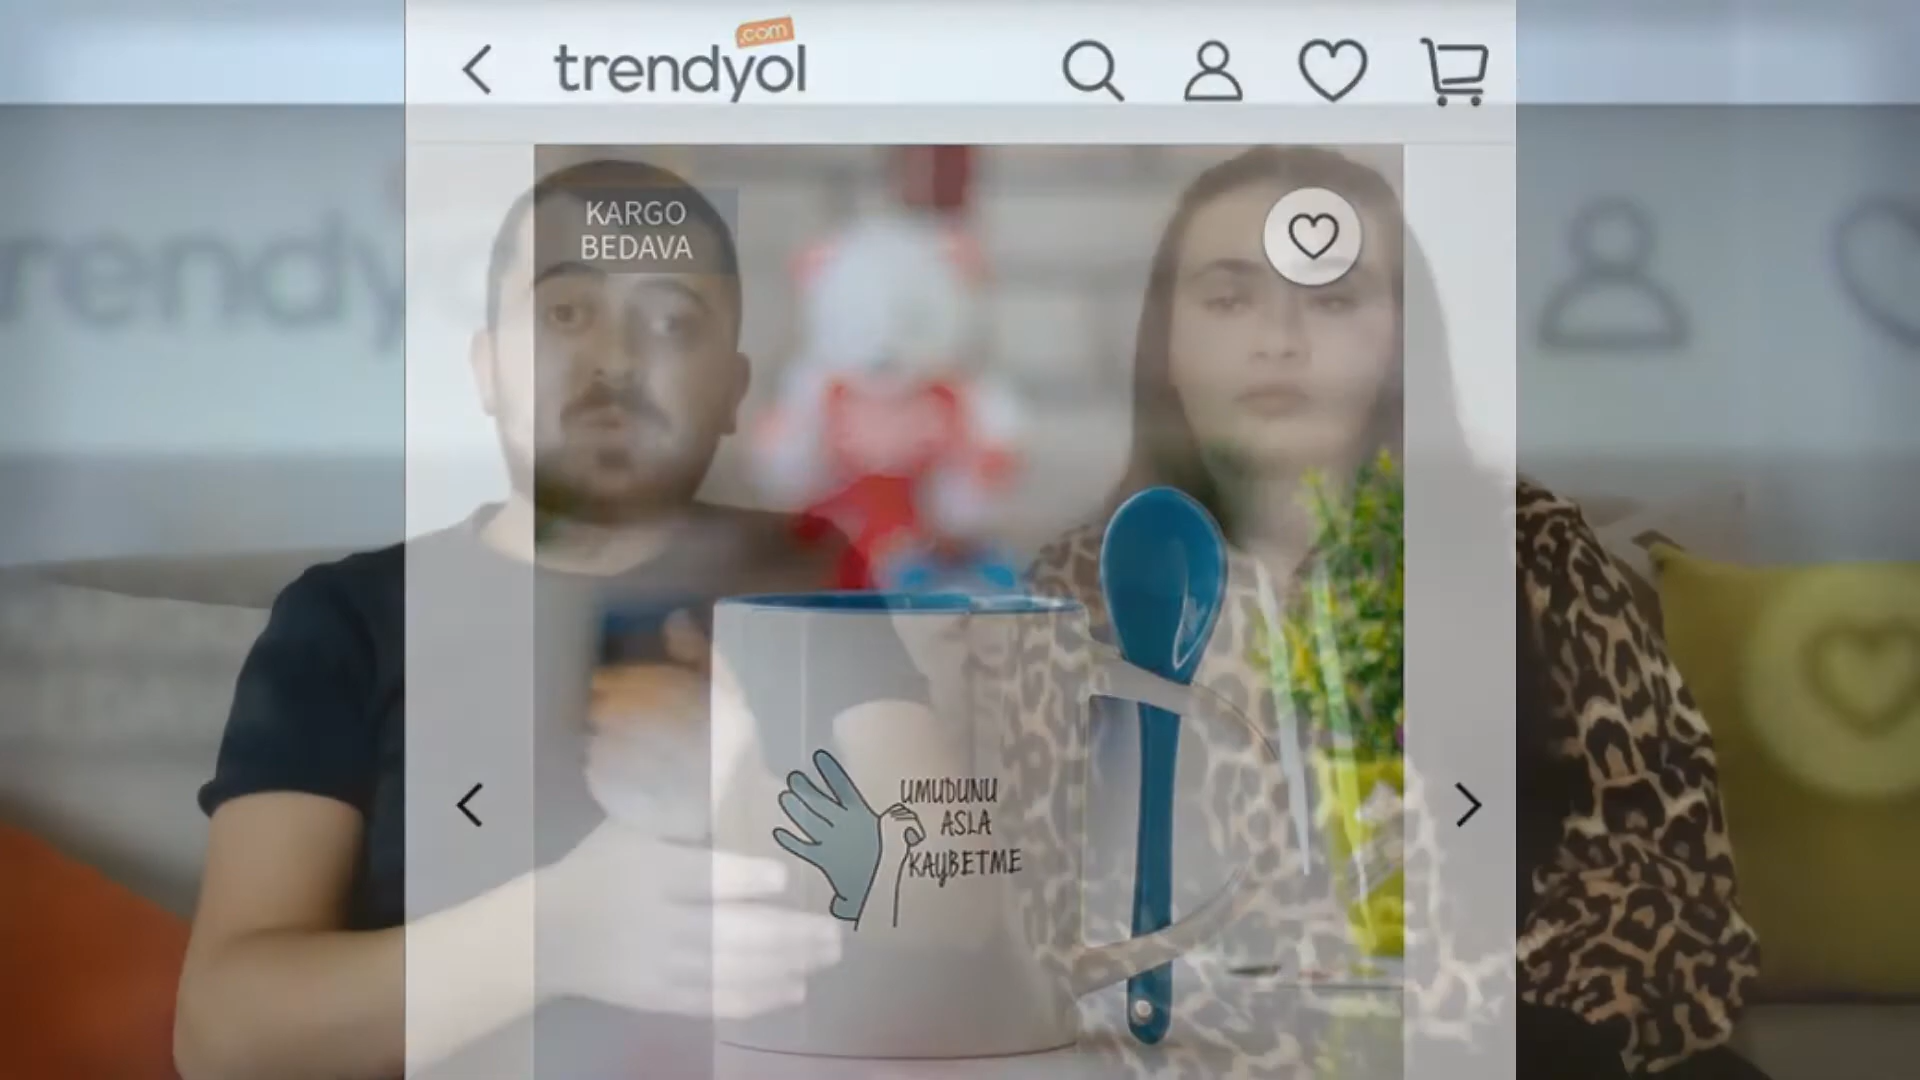 .com
trendyol
KARGO
BEDAVA
UMUDUNU
ASLA
KAYBETME